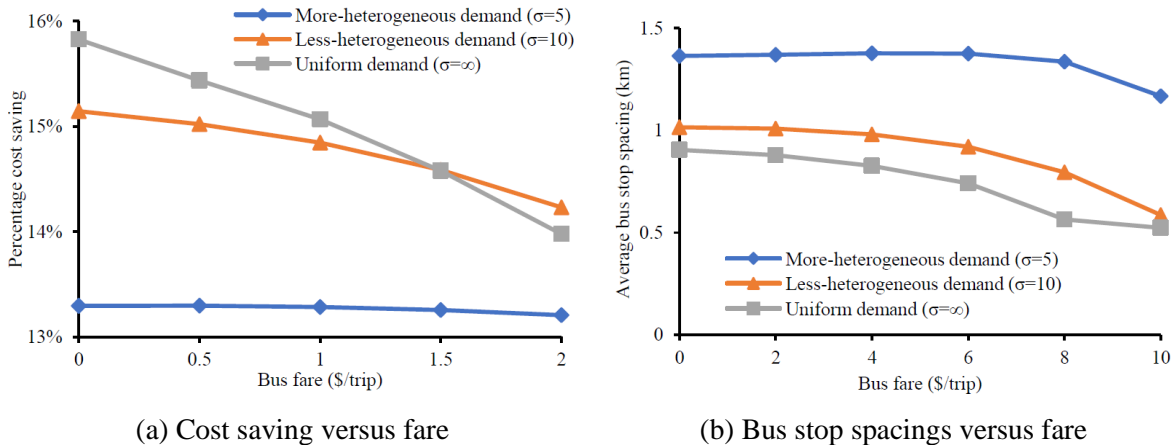 16%
15%
14%
13%
Percentage cost saving
More-heterogeneous demand (σ=5)
Less-heterogeneous demand (σ=10)
Uniform demand (σ=∞)
0 0.5 1 1.5 2
Bus fare ($/trip)
(a) Cost saving versus fare
1.5
1
0.5
0
Average bus stop spacing (km)
More-heterogeneous demand (σ=5)
Less-heterogeneous demand (σ=10)
Uniform demand (σ=∞)
0 2 4 6 8 10
Bus fare ($/trip)
(b) Bus stop spacings versus fare